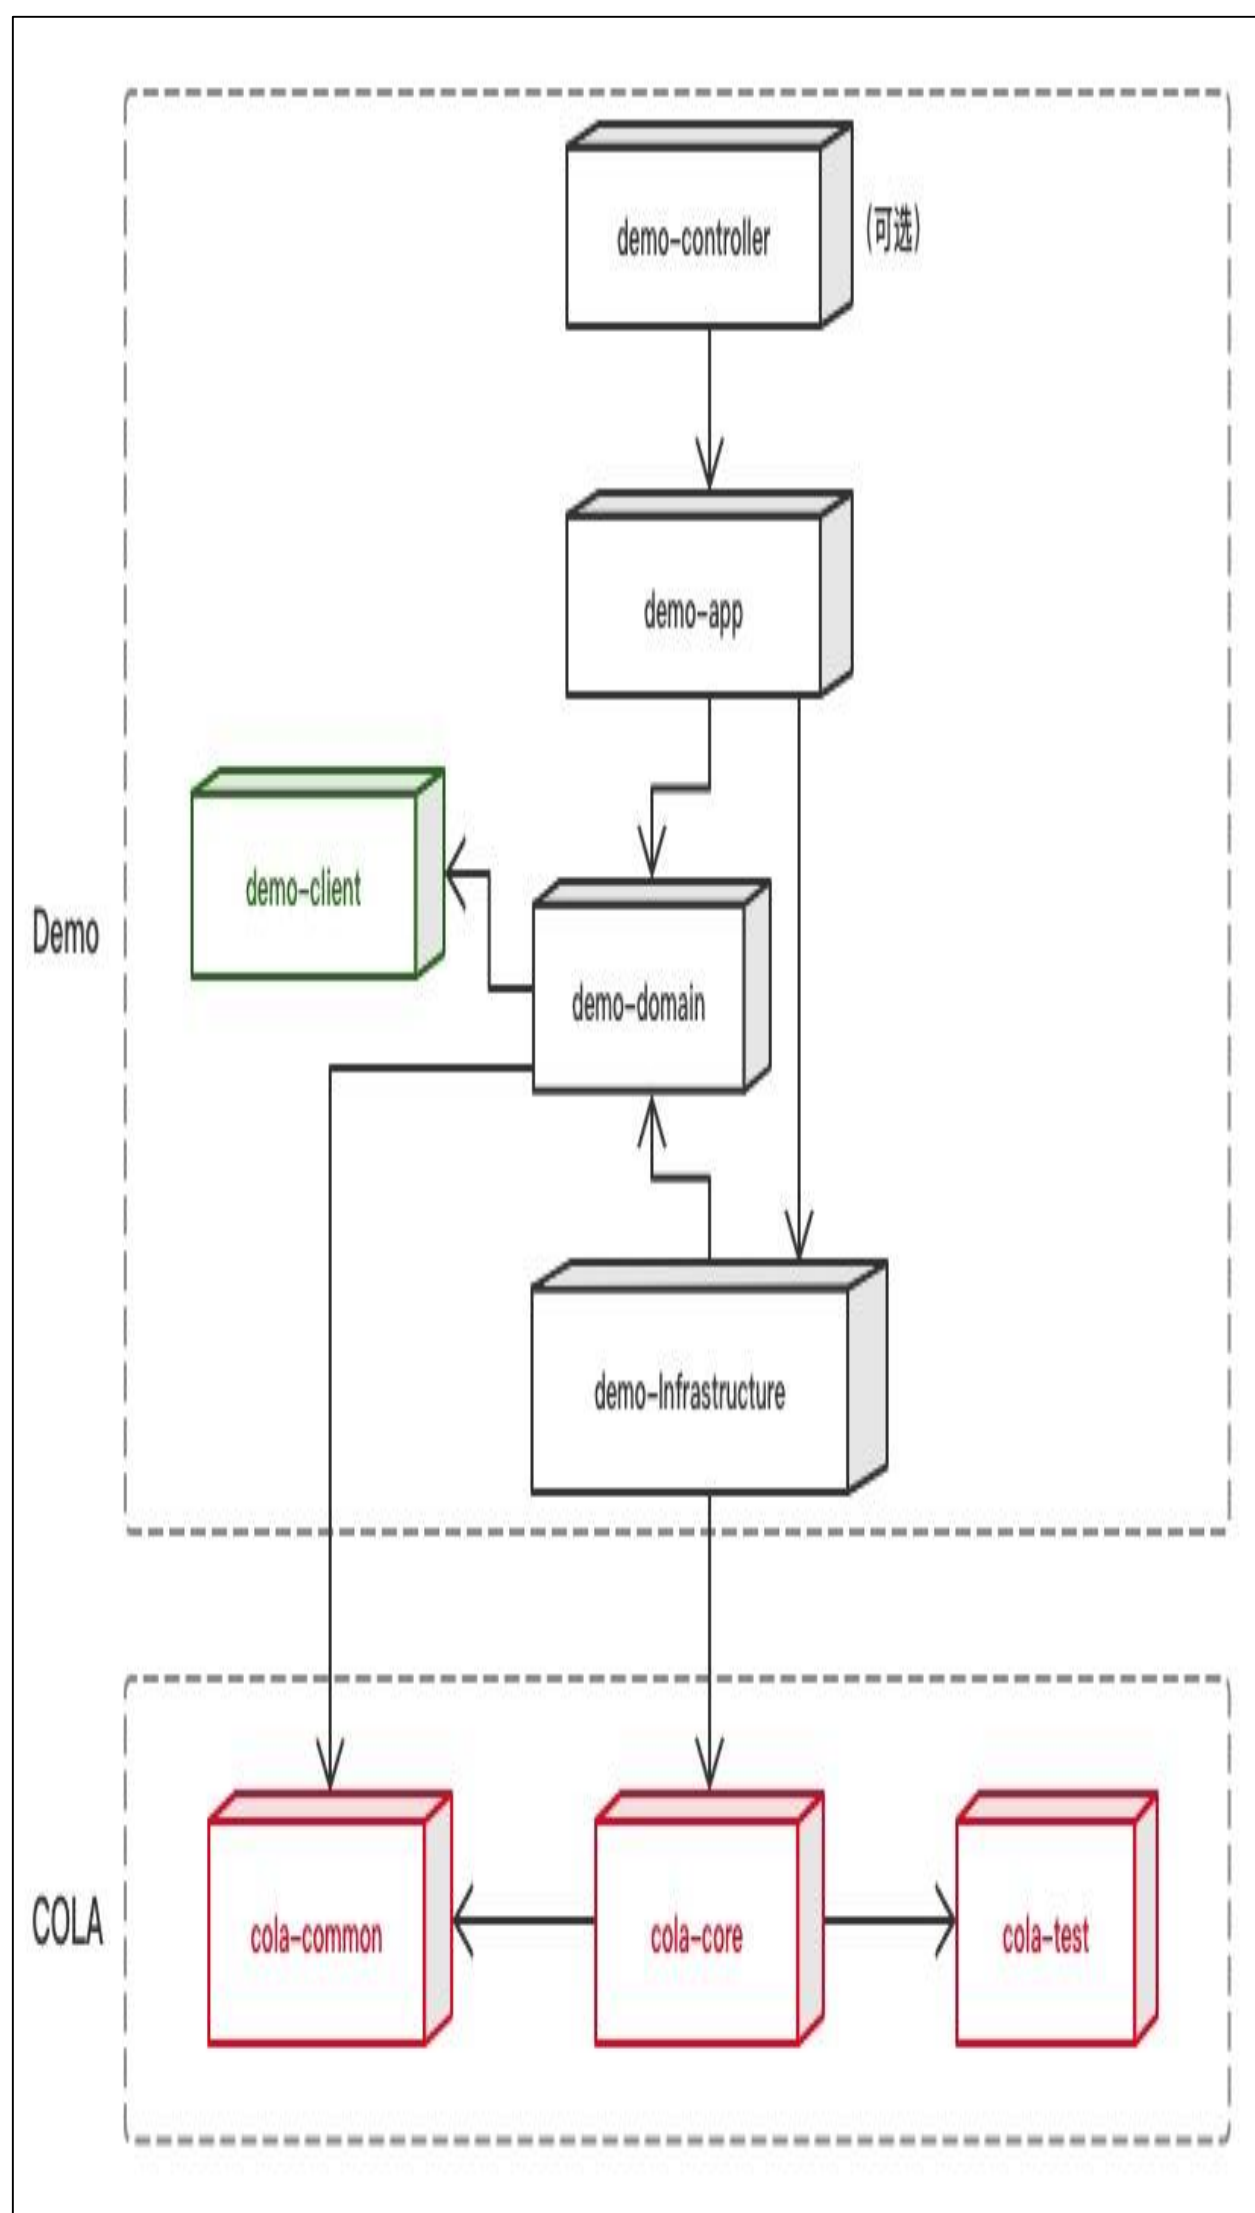 demo-controller
(可选)
demo-app
demo-client
Demo
demo-domain
demo-Infrastructure
COLA
cola-common
cola-core
cola-test